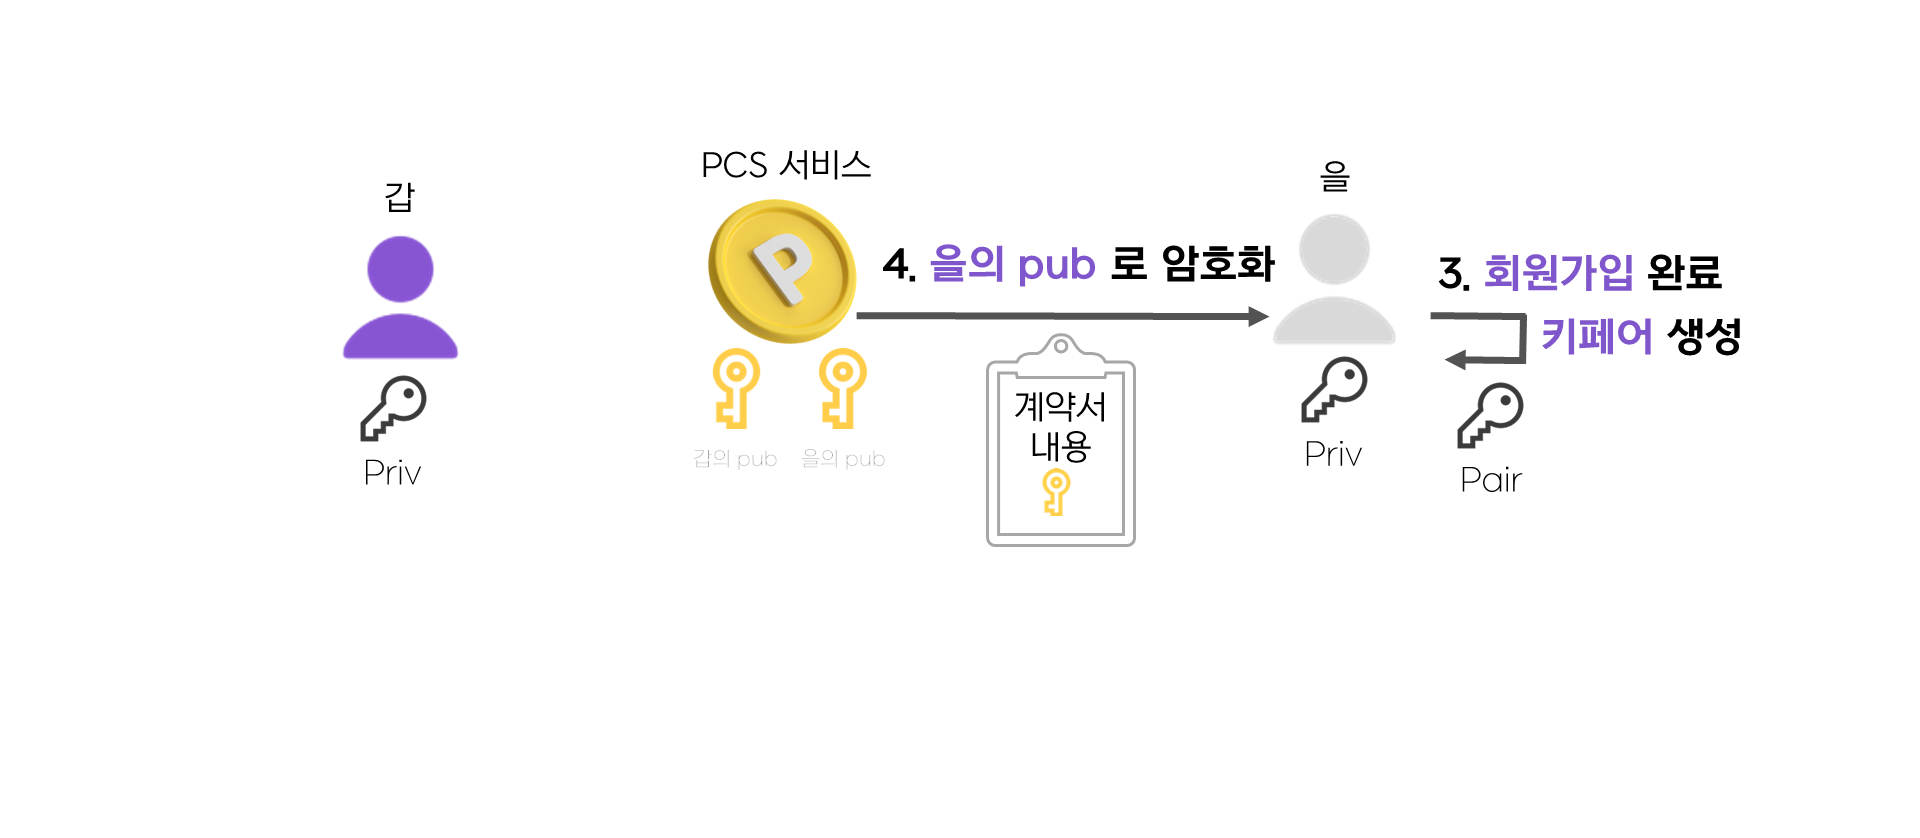 갑
Priv
PCS 서비스
P
갑의 pub
을의 pub
4. 을의 pub 로 암호화
계약서
내용
을
Priv
3. 회원가입 완료
키페어 생성
Pair